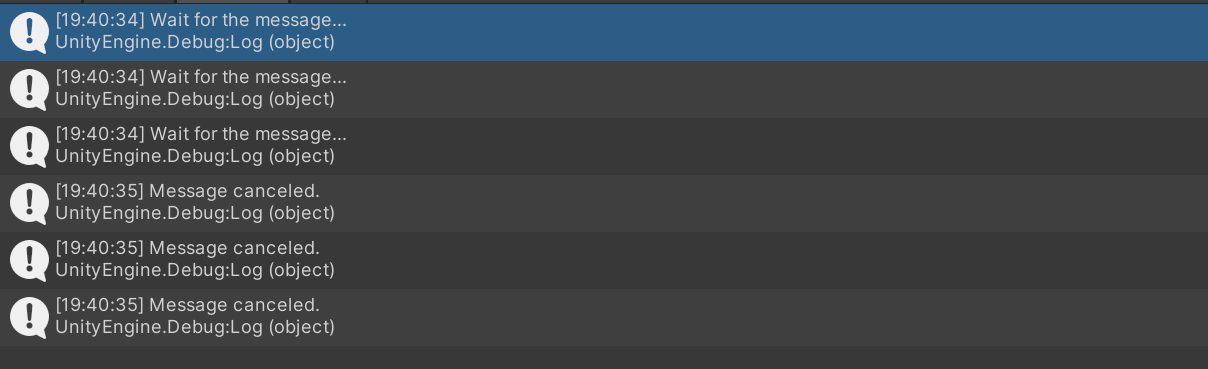 [19:40:34] Wait for the message...
UnityEngine.Debug:Log (object)
[19:40:34] Wait for the message...
UnityEngine.Debug:Log (object)
[19:40:34] Wait for the message...
UnityEngine.Debug:Log (object)
[19:40:35] Message canceled.
UnityEngine.Debug:Log (object)
[19:40:35] Message canceled.
UnityEngine.Debug:Log (object)
[19:40:35] Message canceled.
UnityEngine.Debug:Log (object)